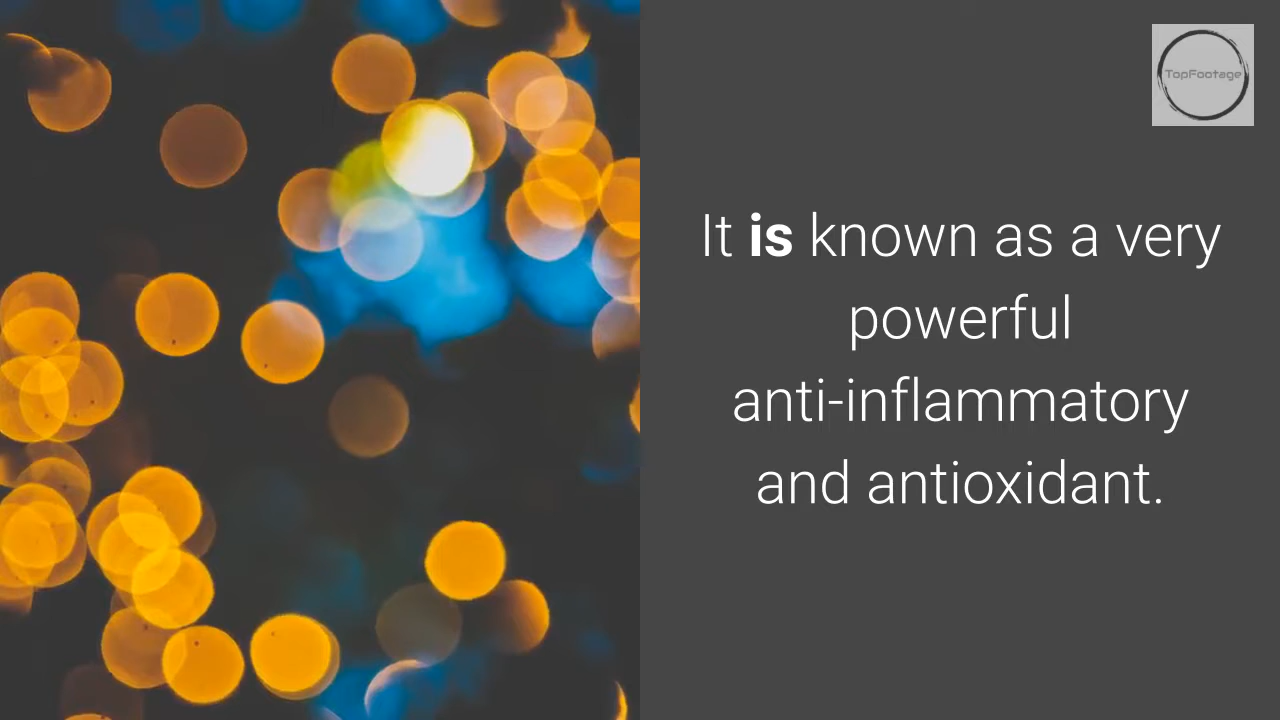 TopFootage
It is known as a very
powerful
anti-inflammatory
and antioxidant.